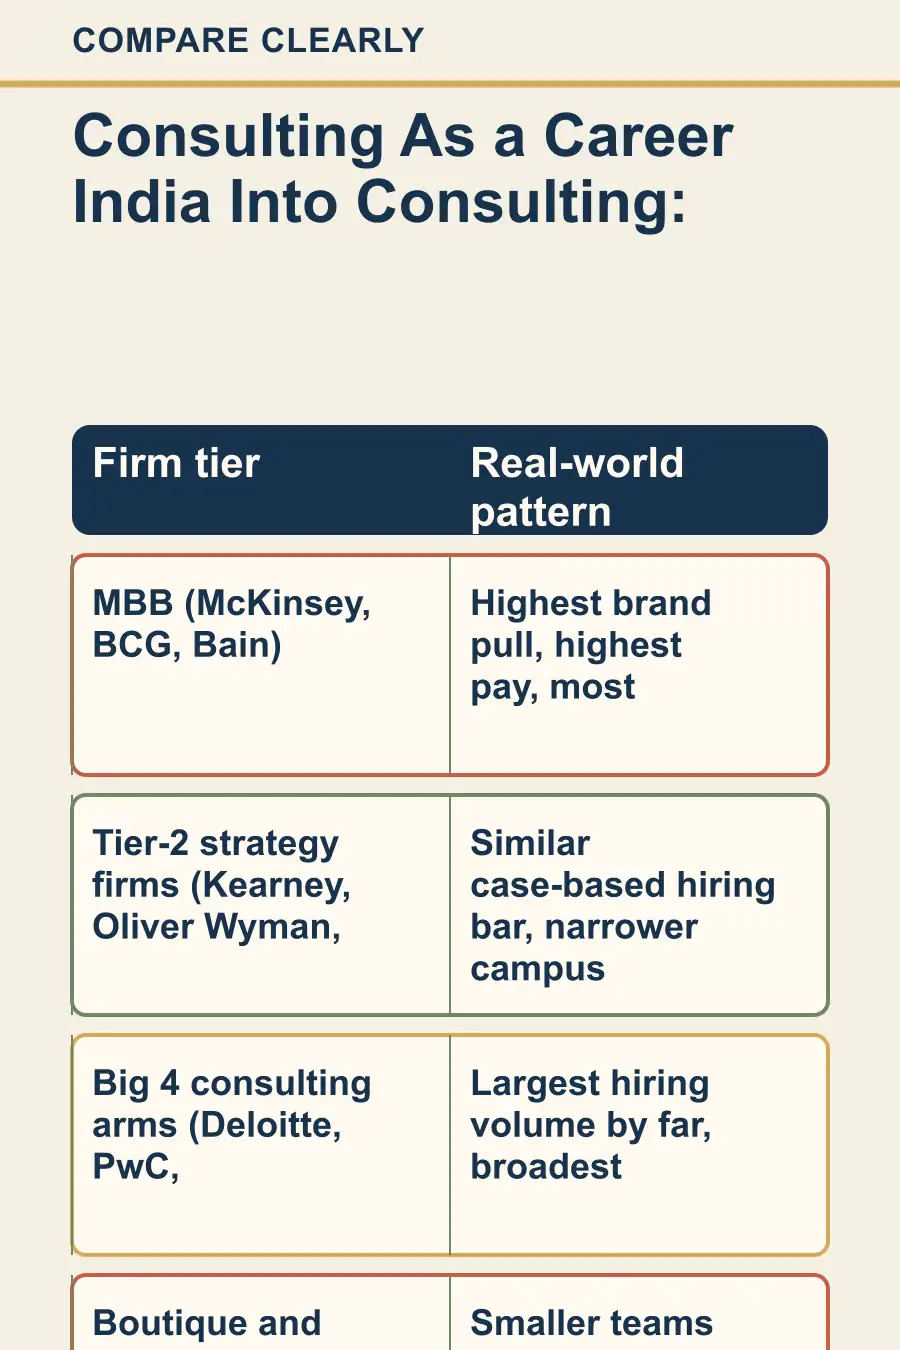 COMPARE CLEARLY
Consulting As a Career
India Into Consulting:
Firm tier
Real-world
pattern
MBB (McKinsey,
BCG, Bain)
Highest brand
pull, highest
pay, most
Tier-2 strategy
firms (Kearney,
Oliver Wyman,
Similar
case-based hiring
bar, narrower
campus
Big 4 consulting
arms (Deloitte,
PwC,
Largest hiring
volume by far,
broadest
Boutique and
Smaller teams